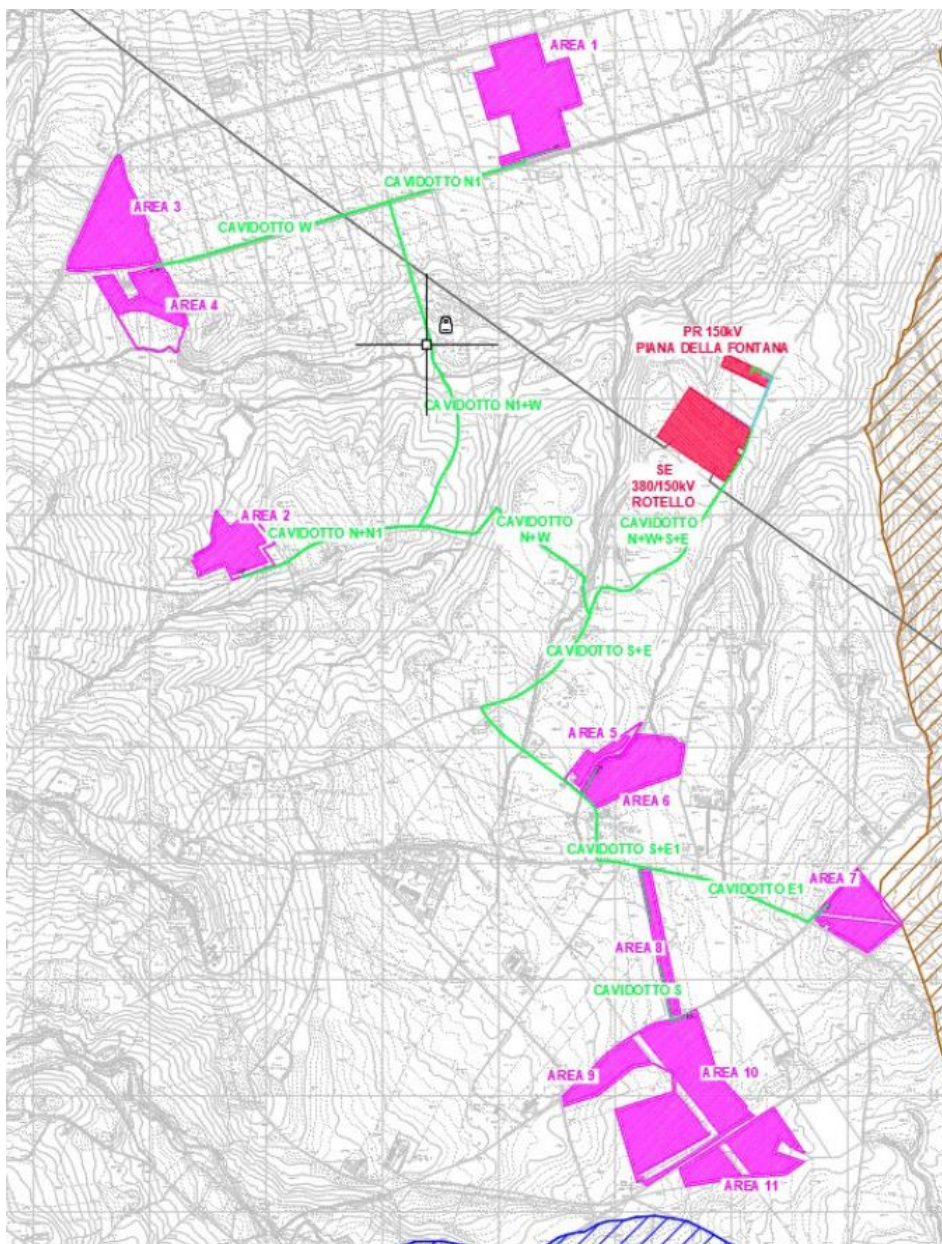 AREA 1
CAVIDOTTO N1
AREA 3
CAVIDOTTO W
AREA 4
PR 150kV
PIANA DELLA FONTANA
CAVIDOTTO N1+W
SE
380/150kV
ROTELLO
AREA 2
CAVIDOTTO N+N1
CAVIDOTTO
N+W
CAVIDOTTO
N+W+S+E
CAVIDOTTO S+E
AREA 5
AREA 6
CAVIDOTTO S+E1
AREA 7
CAVIDOTTO E1
AREA 8
CAVIDOTTO S
AREA 9
AREA 10
AREA 11